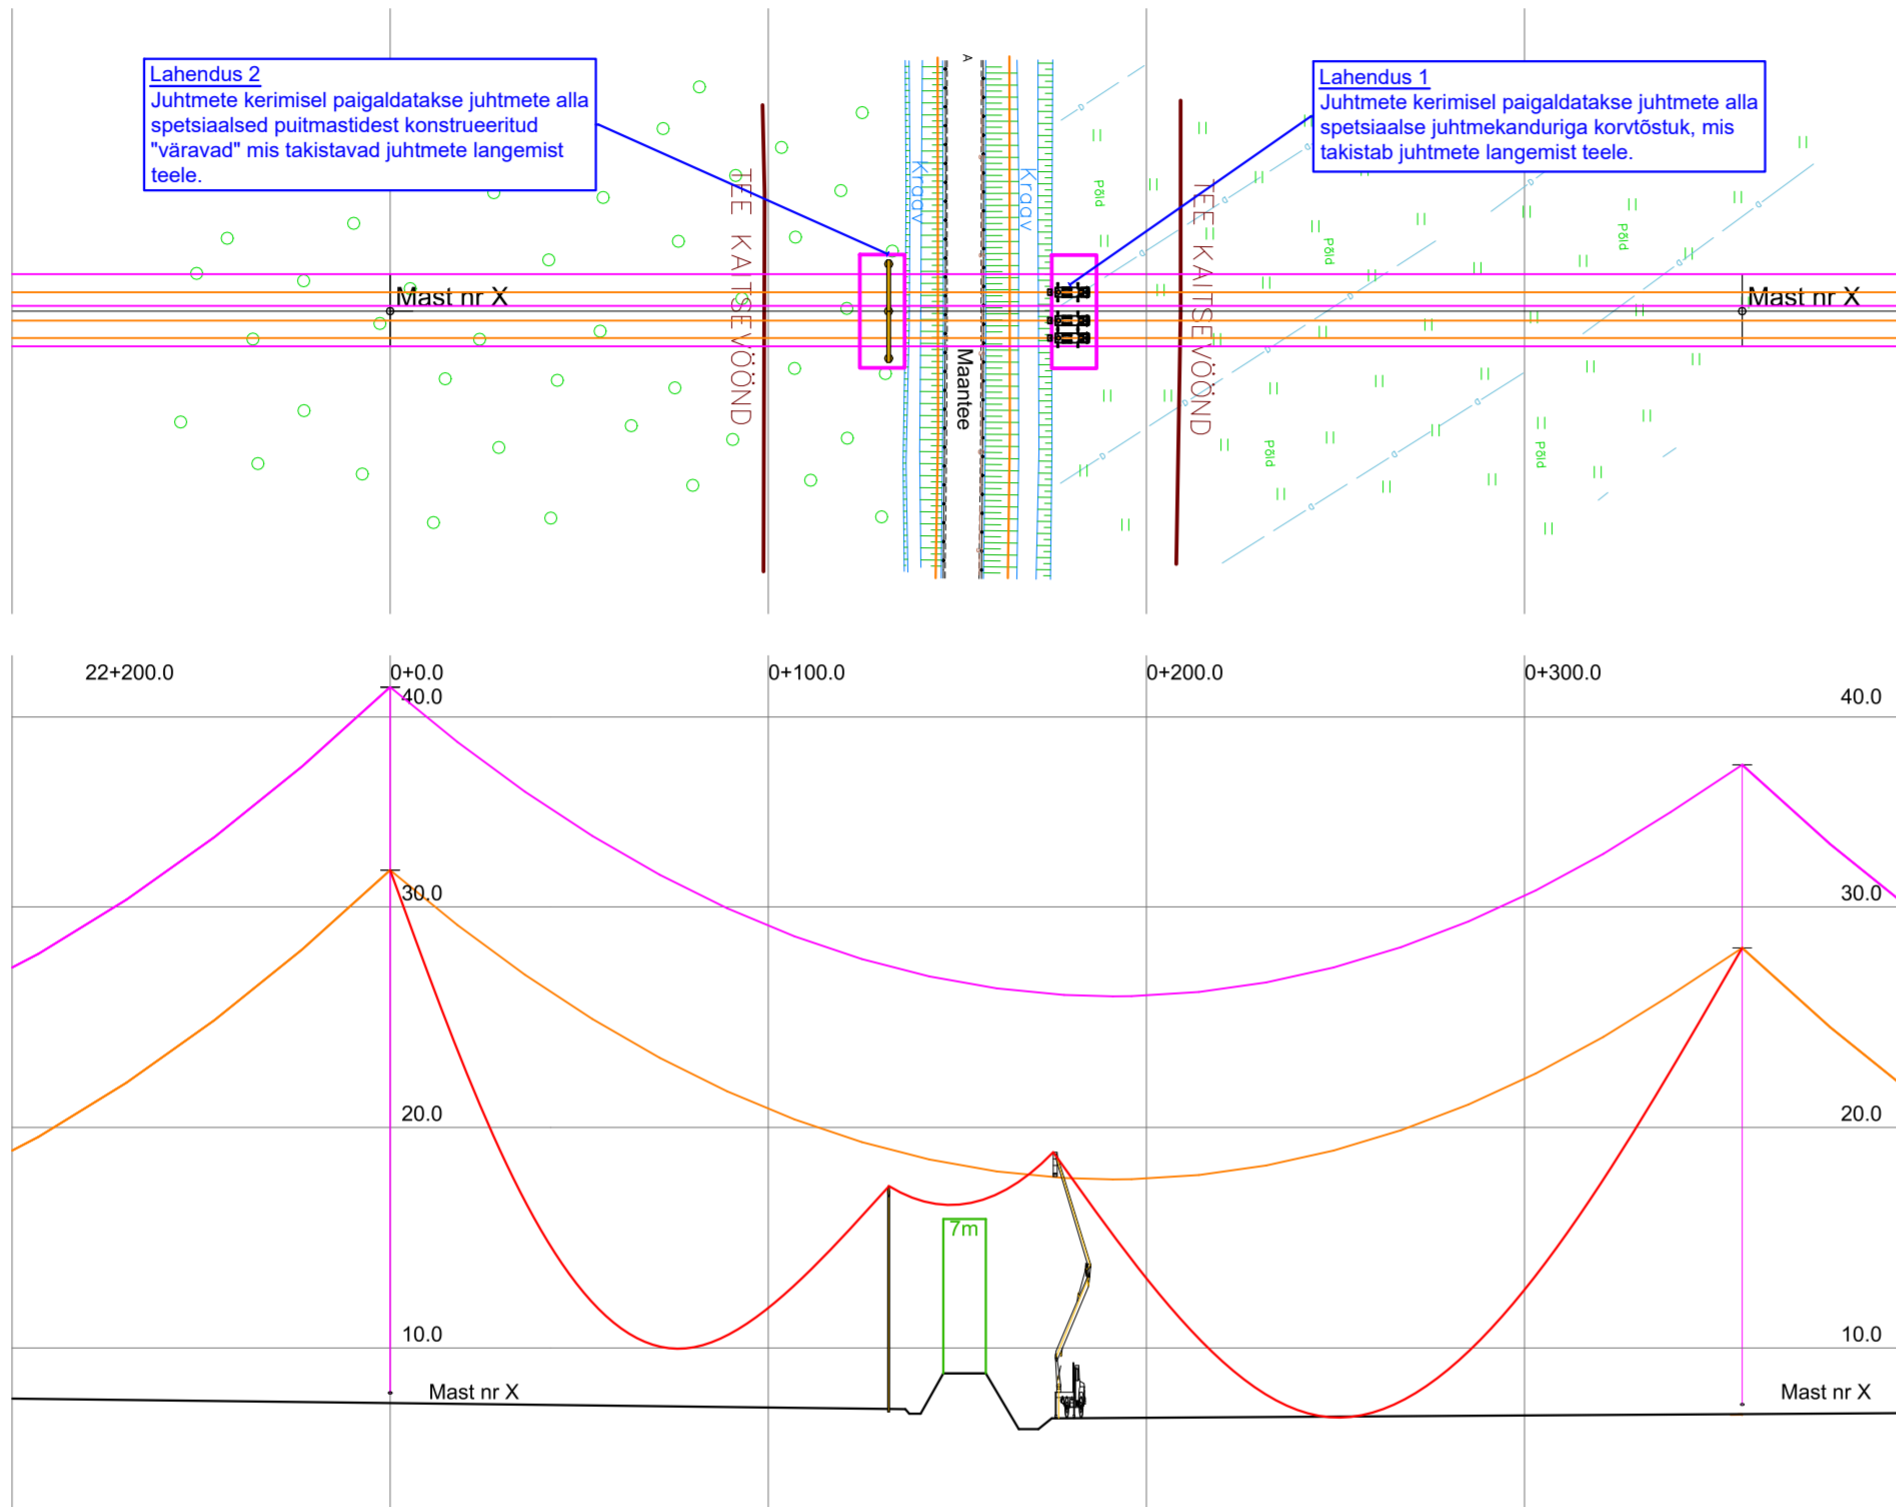 Lahendus 2
Juhtmete kerimisel paigaldatakse juhtmete alla
spetsiaalsed puitmastidest konstrueeritud
"väravad" mis takistavad juhtmete langemist
teele.
A
Lahendus 1
Juhtmete kerimisel paigaldatakse juhtmete alla
spetsiaalse juhtmekanduriga korvtõstuk, mis
takistab juhtmete langemist teele.
TEE KAITSEVÖÖND
Kraav
Kraav
Põld
TEE KAITSEVÖÖND
Põld
Põld
Mast nr X
Mast nr X
Maantee
Põld
Põld
22+200.0
0+0.0
0+100.0
0+200.0
0+300.0
40.0
40.0
30.0
30.0
20.0
20.0
7m
10.0
10.0
Mast nr X
Mast nr X